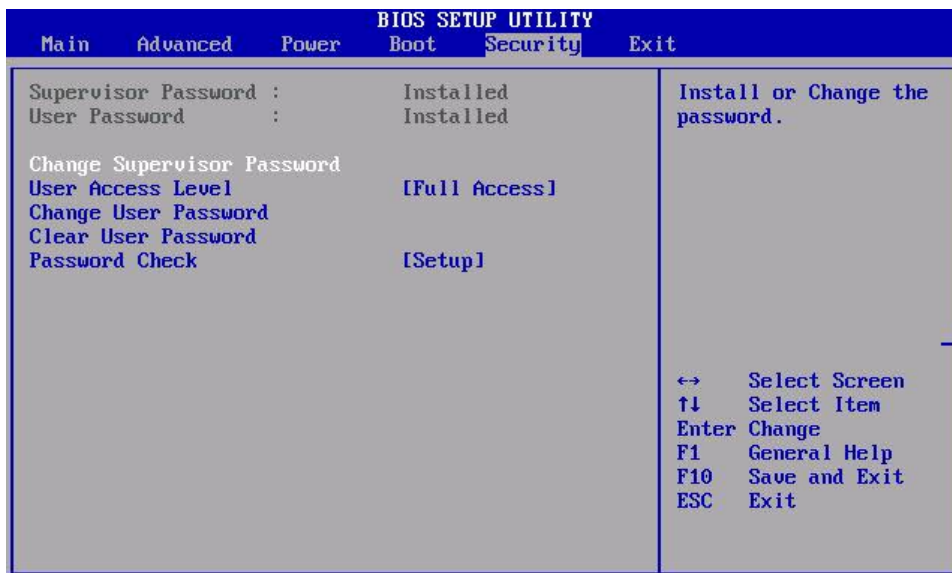 BIOS SETUP UTILITY
Main Advanced Power Boot Security Exit
Supervisor Password : Installed
User Password : Installed
Change Supervisor Password
User Access Level [Full Access]
Change User Password
Clear User Password
Password Check [Setup]
Install or Change the
password.
←→ Select Screen
↑↓ Select Item
Enter Change
F1 General Help
F10 Save and Exit
ESC Exit